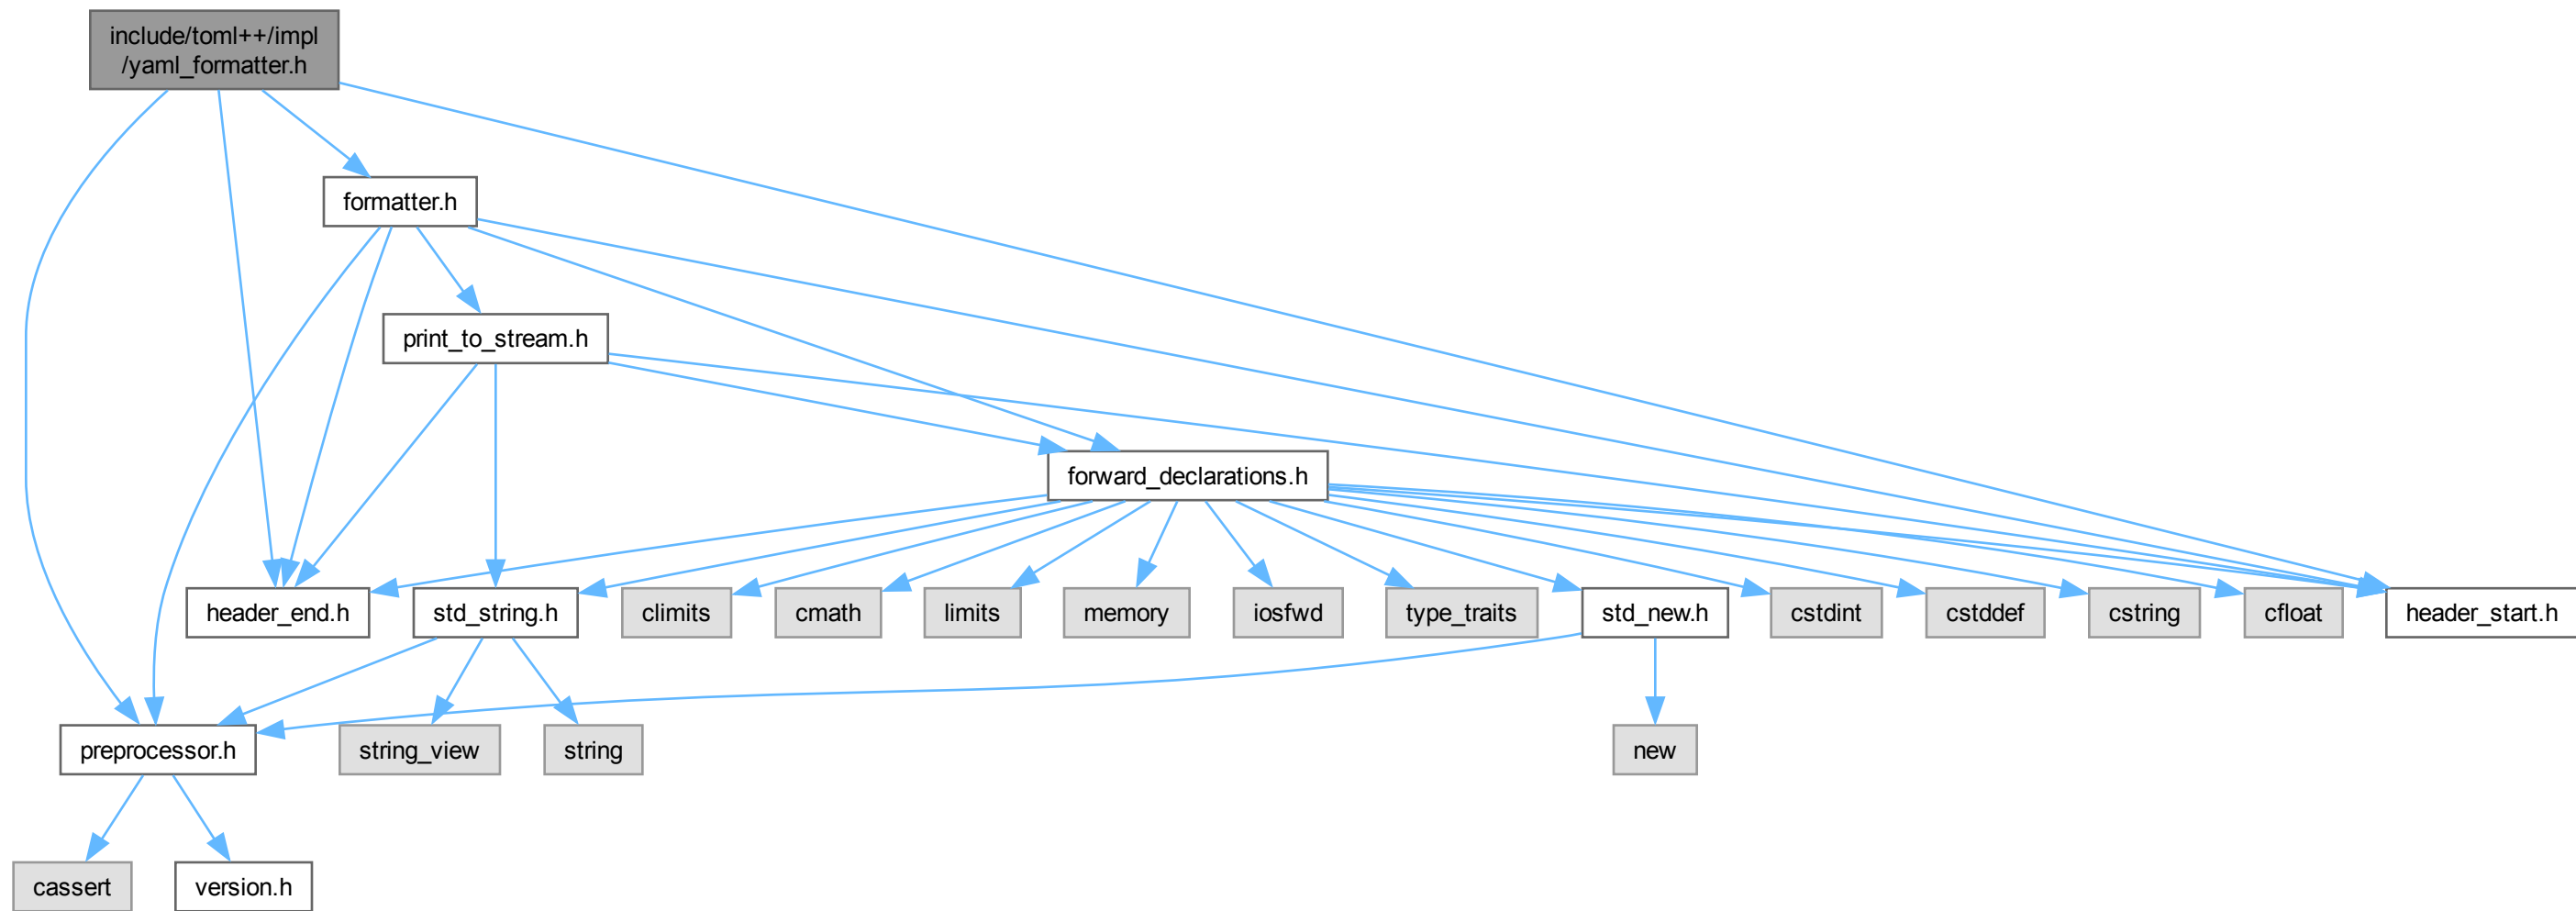 include/toml++/impl
/yaml_formatter.h
formatter.h
print_to_stream.h
forward_declarations.h
header_end.h
std_string.h
climits
cmath
limits
memory
iosfwd
type_traits
std_new.h
cstdint
cstddef
cstring
cfloat
header_start.h
preprocessor.h
string_view
string
new
cassert
version.h